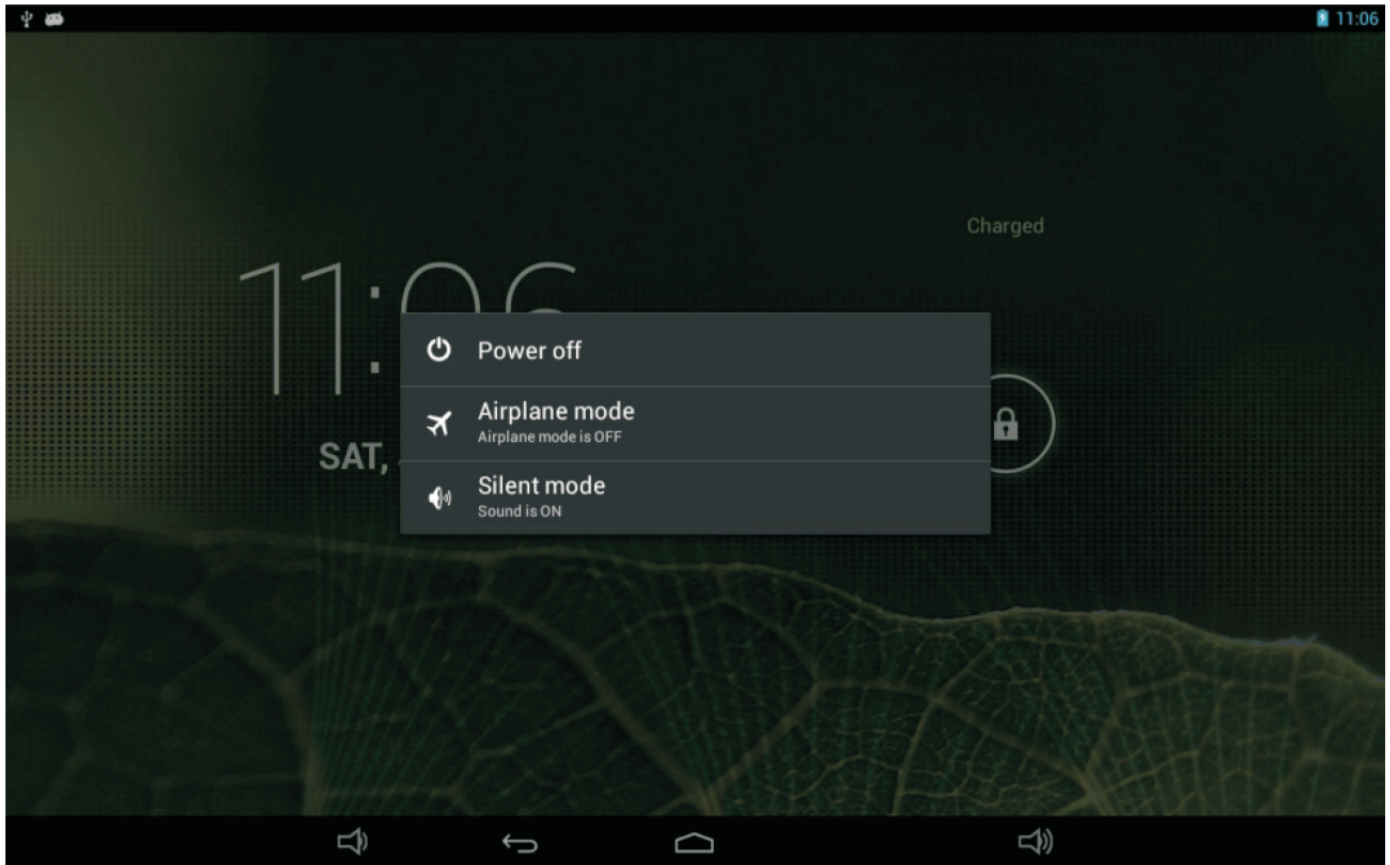 11:06
Charged
11:06
Power off
Airplane mode
Airplane mode is OFF
SAT,
Silent mode
Sound is ON